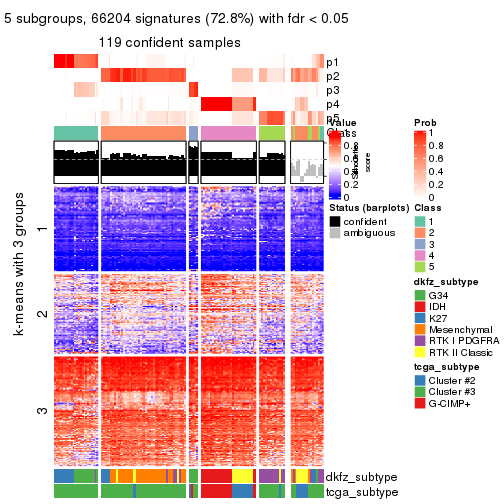 5 subgroups, 66204 signatures (72.8%) with fdr < 0.05
119 confident samples
p1
p2
p3
p4
p5
Class
Silhouette
score
k-means with 3 groups
1
2
3
dkfz_subtype
tcga_subtype
Value
1
0.8
0.6
0.4
0.2
0
Prob
1
0.8
0.6
0.4
0.2
0
Status (barplots)
confident
ambiguous
Class
1
2
3
4
5
dkfz_subtype
G34
IDH
K27
Mesenchymal
RTK I PDGFRA
RTK II Classic
tcga_subtype
Cluster #2
Cluster #3
G-CIMP+